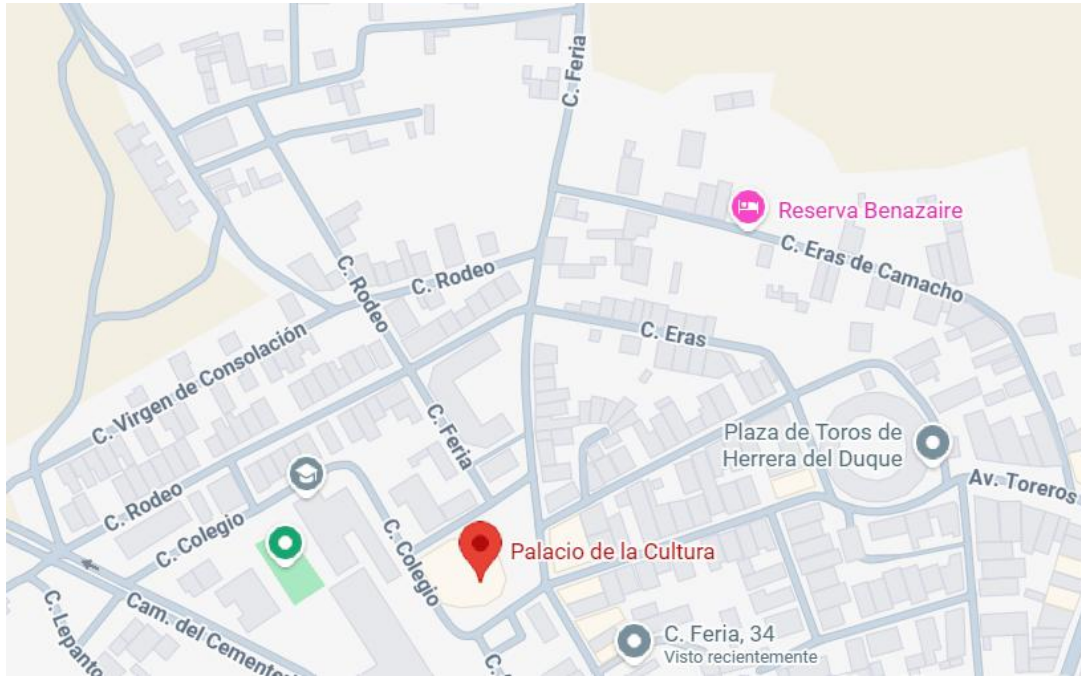 C. Feria
Reserva Benazaire
C. Eras de Camacho
C. Rodeo
C. Rodeo
C. Eras
C. Virgen de Consolación
C. Feria
Plaza de Toros de
Herrera del Duque
Av. Toreros
C. Rodeo
C. Colegio
C. Colegio
Palacio de la Cultura
C. Lepanto
Cam. del Cementeri
C. Feria, 34
Visto recientemente
C.